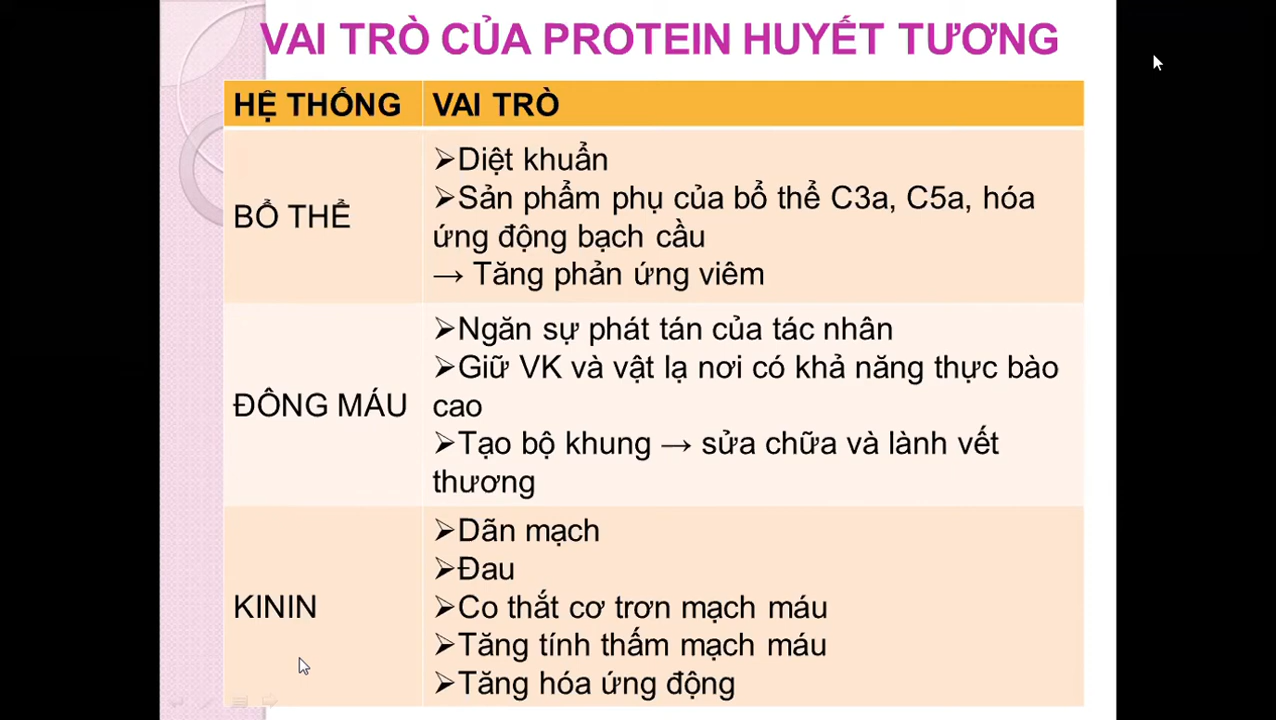 VAI TRÒ CỦA PROTEIN HUYẾT TƯƠNG
HỆ THỐNG
VAI TRÒ
BỔ THỂ
➢Diệt khuẩn
➢Sản phẩm phụ của bổ thể C3a, C5a, hóa
ứng động bạch cầu
→ Tăng phản ứng viêm
ĐÔNG MÁU
➢Ngăn sự phát tán của tác nhân
➢Giữ VK và vật lạ nơi có khả năng thực bào
cao
➢Tạo bộ khung → sửa chữa và lành vết
thương
KININ
➢Dãn mạch
➢Đau
➢Co thắt cơ trơn mạch máu
➢Tăng tính thấm mạch máu
➢Tăng hóa ứng động